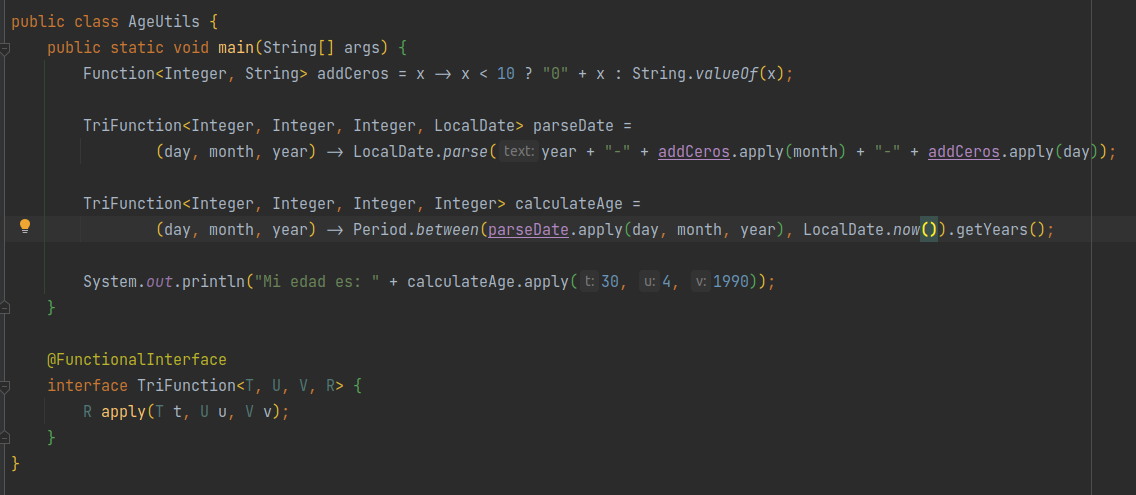 public class AgeUtils {
public static void main(String[] args) {
Function<Integer, String> addCeros = x → x < 10 ? "0" + x : String.valueOf(x);
TriFunction<Integer, Integer, Integer, LocalDate> parseDate =
(day, month, year) → LocalDate.parse( text: year + "-" + addCeros.apply(month) + "-" + addCeros.apply(day));
TriFunction<Integer, Integer, Integer, Integer> calculateAge =
(day, month, year) → Period.between(parseDate.apply(day, month, year), LocalDate.now()).getYears();
System.out.println("Mi edad es: " + calculateAge.apply( t: 30, u: 4, v: 1990));
}
@FunctionalInterface
interface TriFunction<T, U, V, R> {
R apply(T t, U u, V v);
}
}